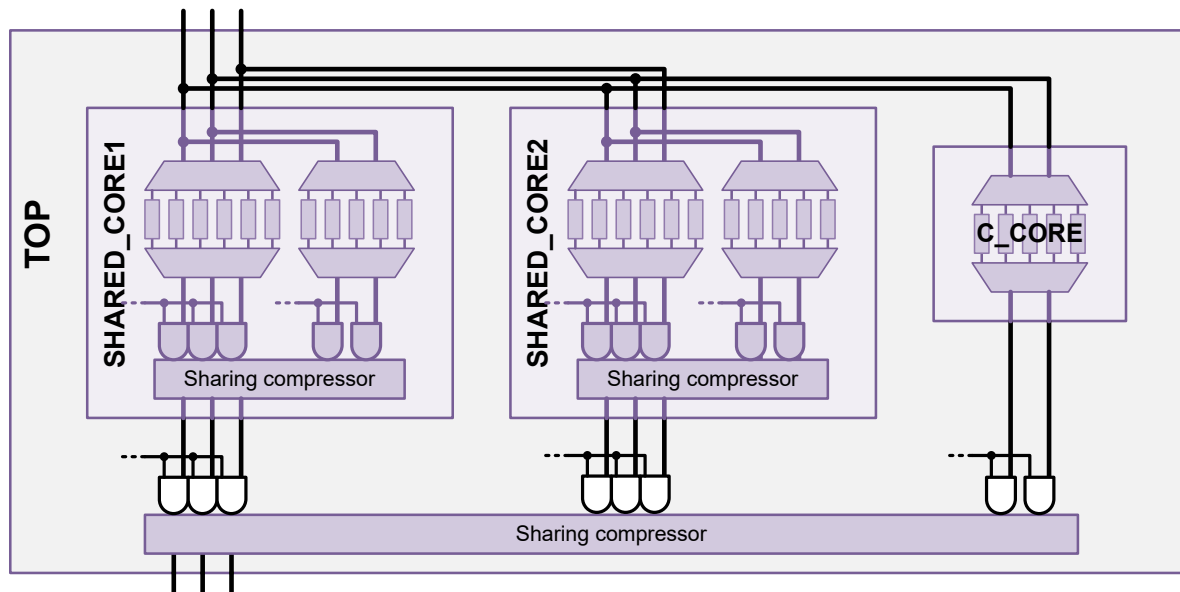 TOP
SHARED_CORE1
SHARED_CORE2
C_CORE
Sharing compressor
Sharing compressor
Sharing compressor